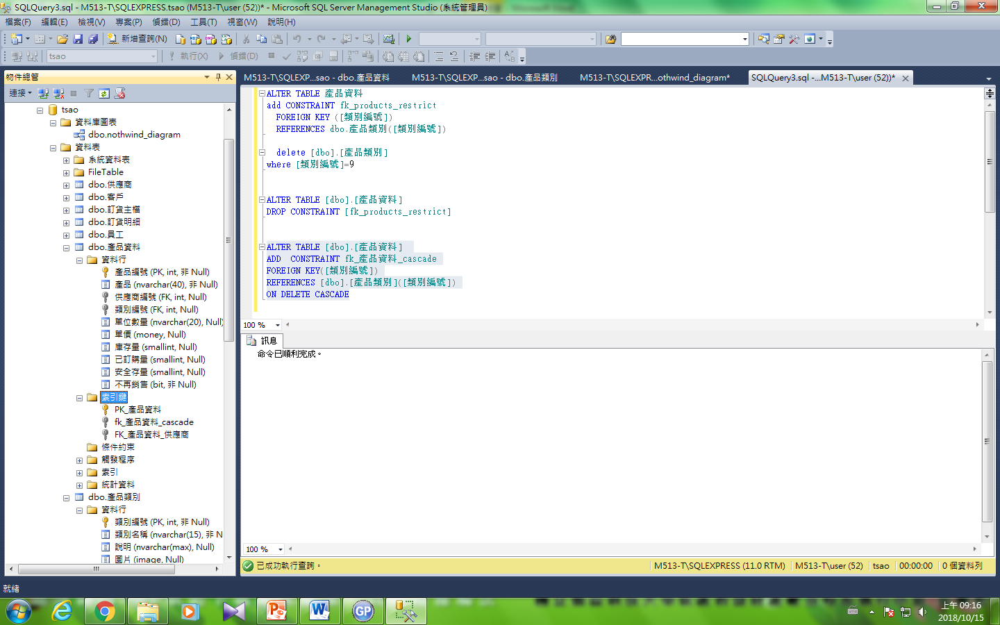 SQLQuery3.sql - M513-T\SQLEXPRESS.tsao (M513-T\user (52))* - Microsoft SQL Server Management Studio (系統管理員)
檔案(F) 編輯(E) 檢視(V) 專案(P) 偵錯(D) 工具(T) 視窗(W) 說明(H)
新增查詢(N)
tsao 執行(X) 偵錯(D)
物件總管
連接
tsao
資料庫圖表
dbo.nothwind_diagram
資料表
系統資料表
FileTable
dbo.供應商
dbo.客戶
dbo.訂貨主檔
dbo.訂貨明細
dbo.員工
dbo.產品資料
資料行
產品編號 (PK, int, 非 Null)
產品 (nvarchar(40), 非 Null)
供應商編號 (FK, int, Null)
類別編號 (FK, int, Null)
單位數量 (nvarchar(20), Null)
單價 (money, Null)
庫存量 (smallint, Null)
已訂購量 (smallint, Null)
安全存量 (smallint, Null)
不再銷售 (bit, 非 Null)
索引鍵
PK_產品資料
fk_產品資料_cascade
FK_產品資料_供應商
條件約束
觸發程序
索引
統計資料
dbo.產品類別
資料行
類別編號 (PK, int, 非 Null)
類別名稱 (nvarchar(15), 非 N
說明 (nvarchar(max), Null)
圖片 (image, Null)
M513-T\SQLEXP...sao - dbo.產品資料 M513-T\SQLEXP...sao - dbo.產品類別 M513-T\SQLEXPR...othwind_diagram* SQLQuery3.sql -...M513-T\user (52))*
ALTER TABLE 產品資料
add CONSTRAINT fk_products_restrict
FOREIGN KEY ([類別編號])
REFERENCES dbo.產品類別([類別編號])
delete [dbo].[產品類別]
where [類別編號]=9
ALTER TABLE [dbo].[產品資料]
DROP CONSTRAINT [fk_products_restrict]
ALTER TABLE [dbo].[產品資料]
ADD  CONSTRAINT fk_產品資料_cascade
FOREIGN KEY([類別編號])
REFERENCES [dbo].[產品類別]([類別編號])
ON DELETE CASCADE
100 %
訊息
命令已順利完成。
100 %
已成功執行查詢。 M513-T\SQLEXPRESS (11.0 RTM) M513-T\user (52) tsao 00:00:00 0 個資料列
就緒
上午 09:16
2018/10/15